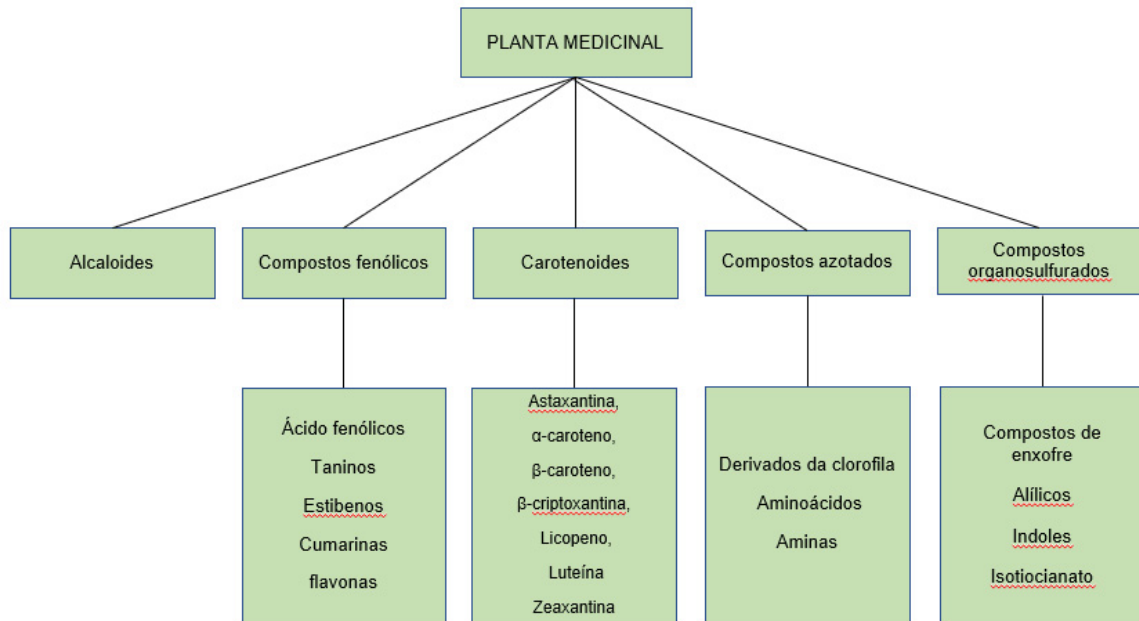 PLANTA MEDICINAL
Alcaloides
Compostos fenólicos
Carotenoides
Compostos azotados
Compostos
organosulfurados
Ácido fenólicos
Taninos
Estibenos
Cumarinas
flavonas
Astaxantina,
α-caroteno,
β-caroteno,
β-criptoxantina,
Licopeno,
Luteína
Zeaxantina
Derivados da clorofila
Aminoácidos
Aminas
Compostos de
enxofre
Alílicos
Indoles
Isotiocianato